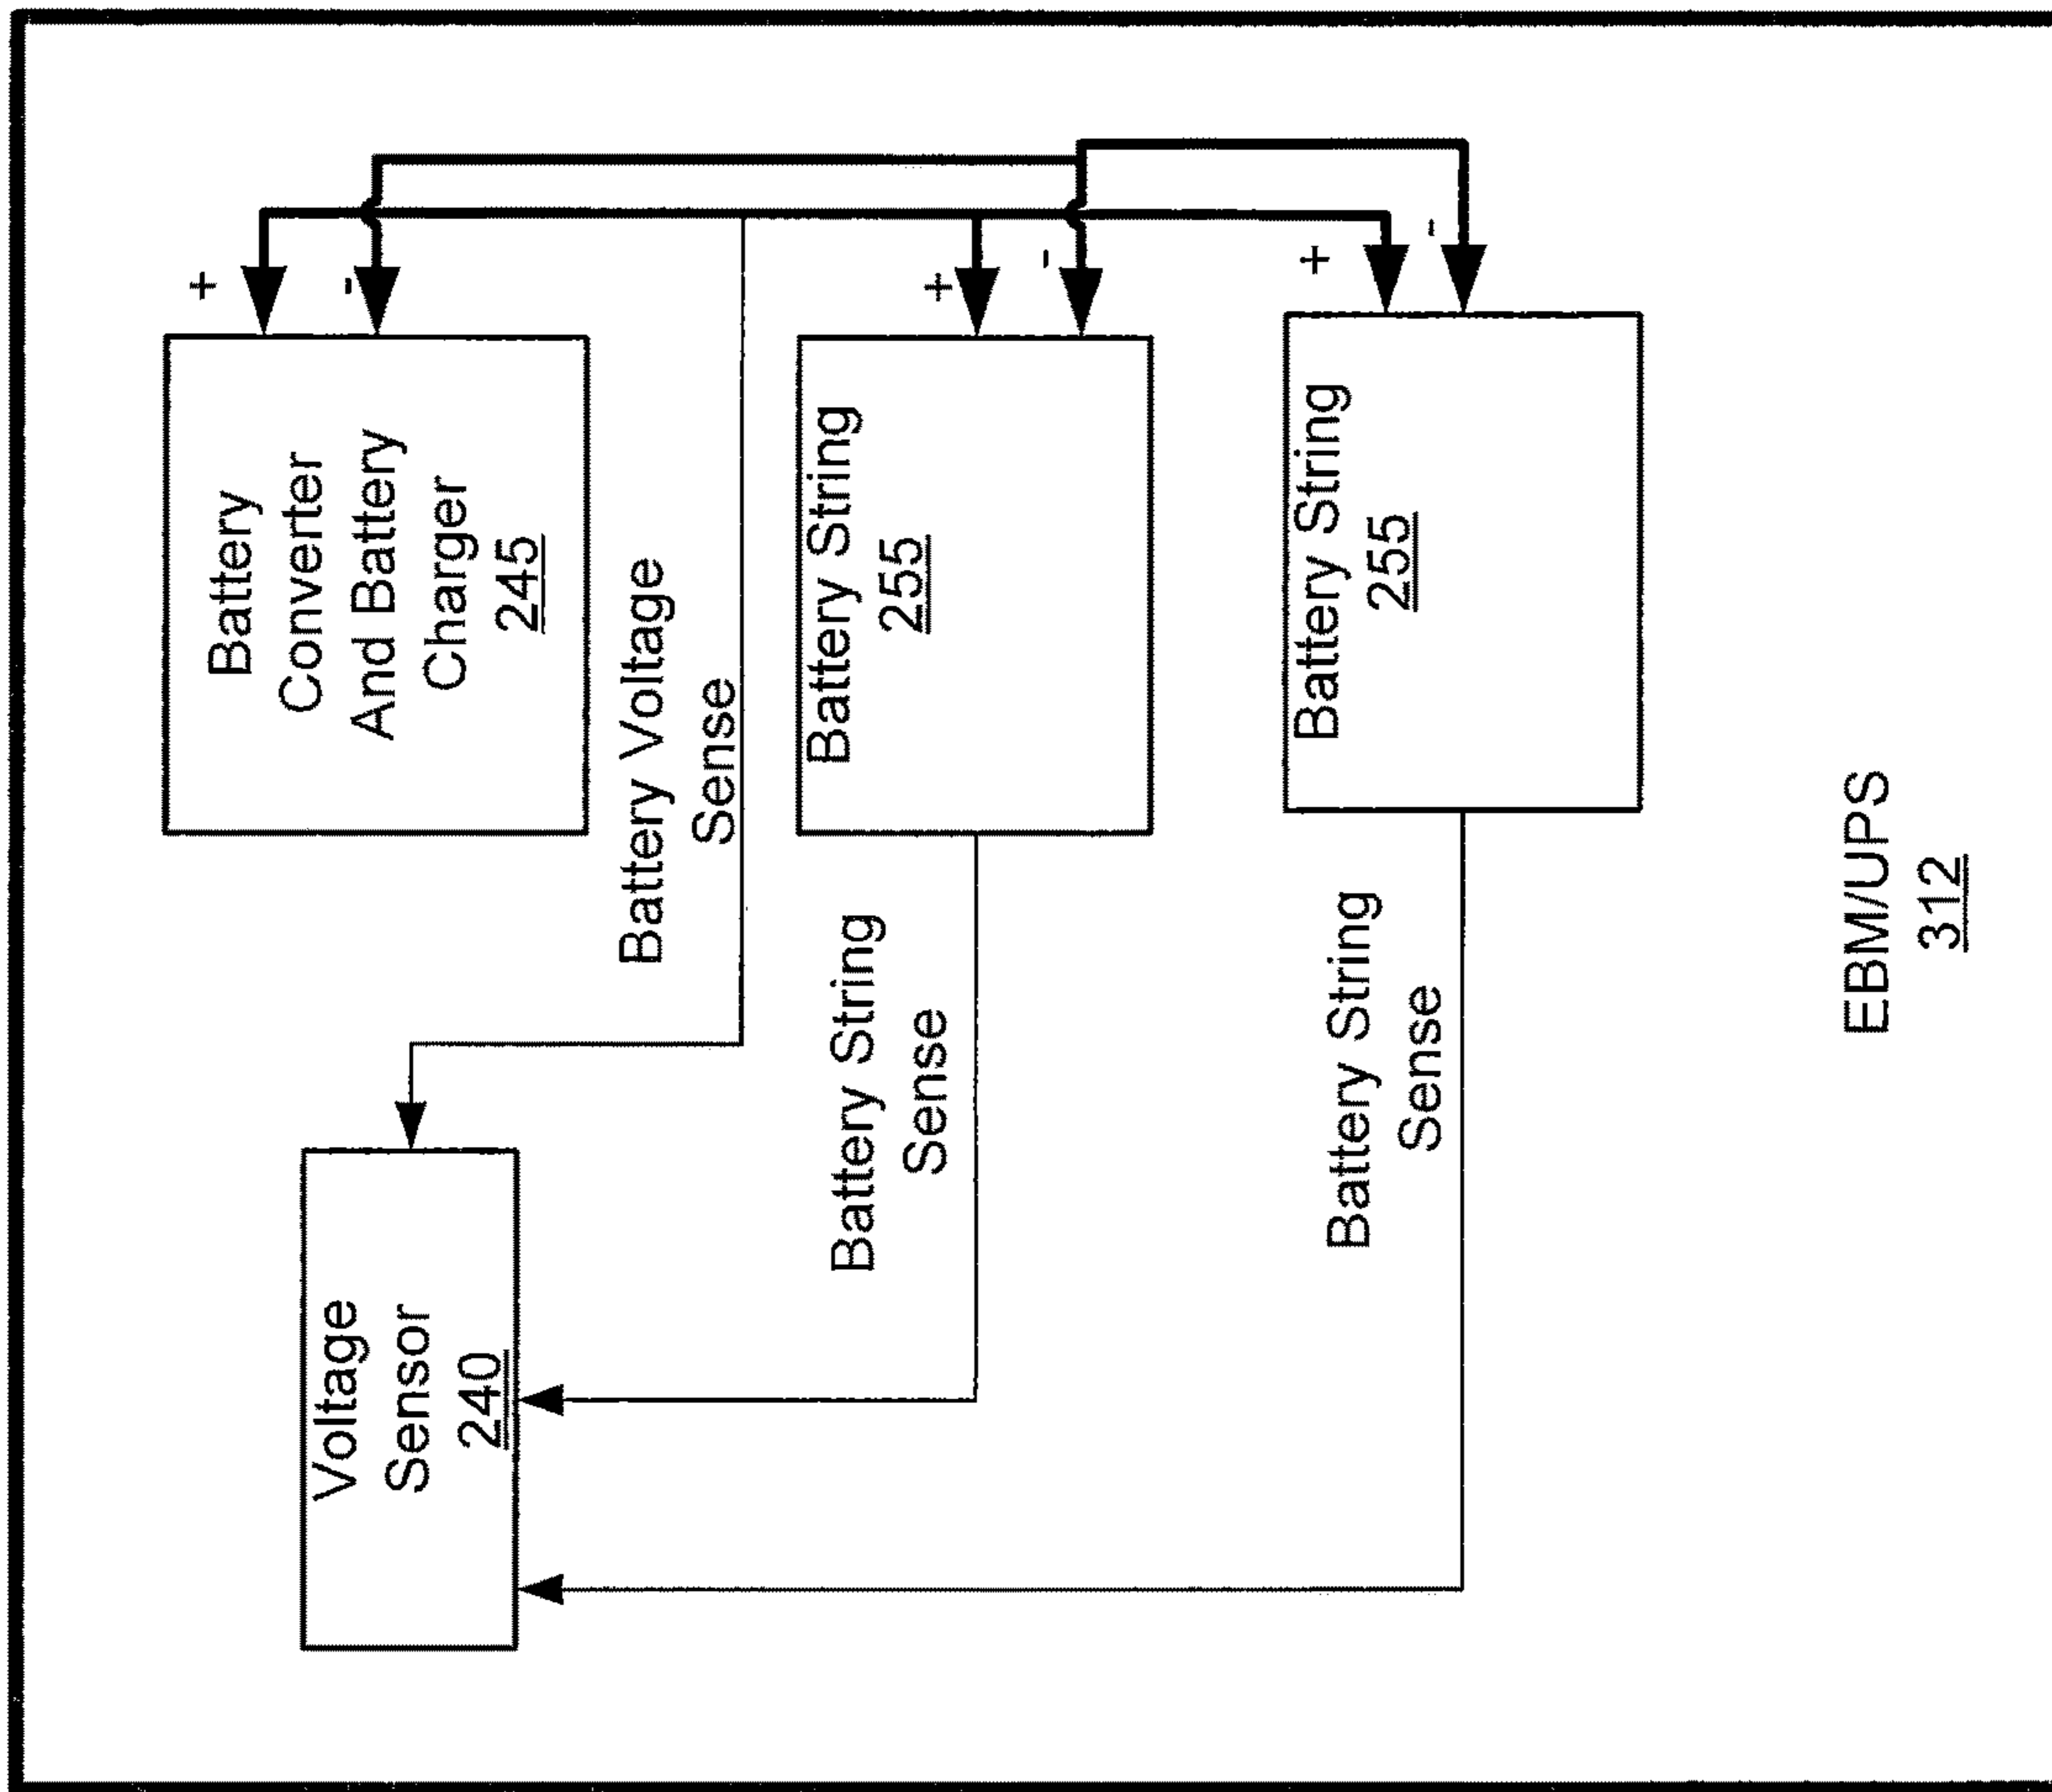 Voltage
Sensor
240
Battery
Converter
And Battery
Charger
245
+
-
Battery Voltage
Sense
Battery String
Sense
Battery String
255
+
-
Battery String
Sense
Battery String
255
+
-
EBM/UPS
312